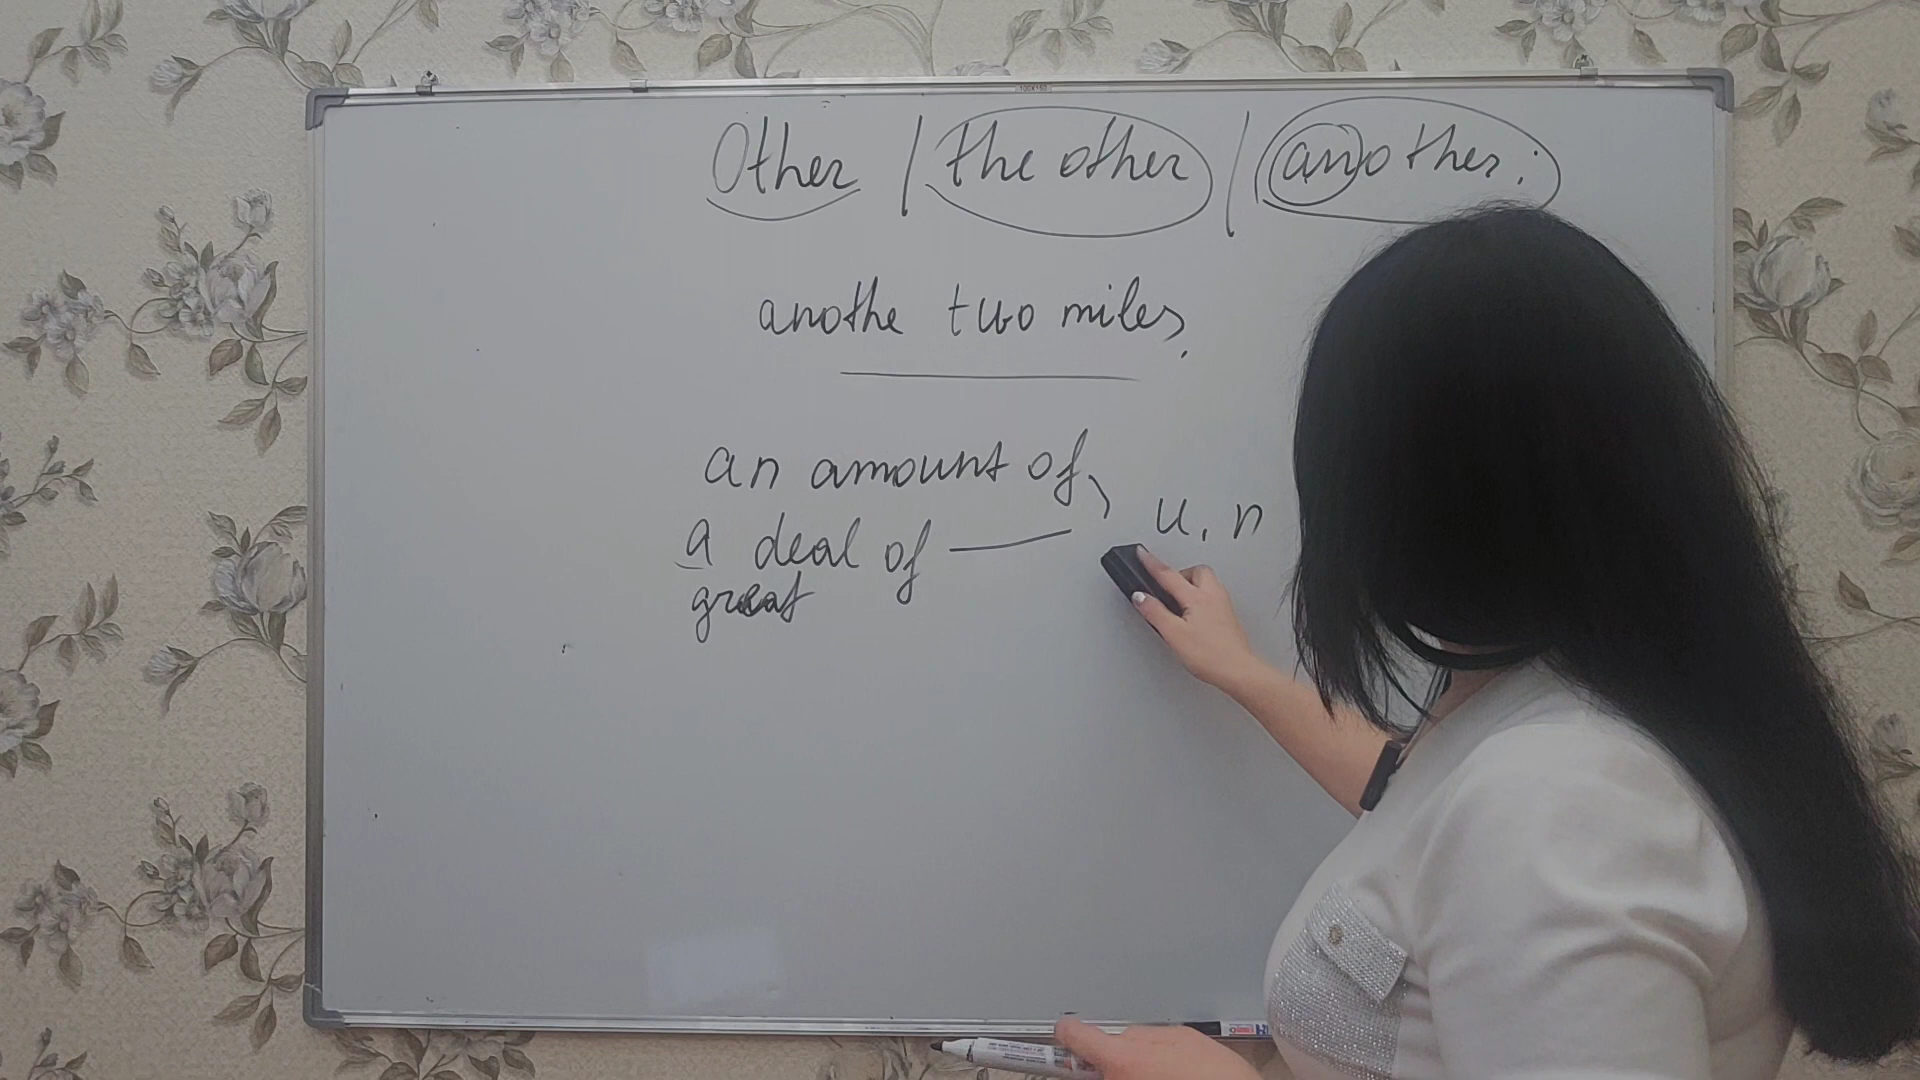 Other / the other / another:
anothe two miles,
an amount of
u, n
a deal of
great